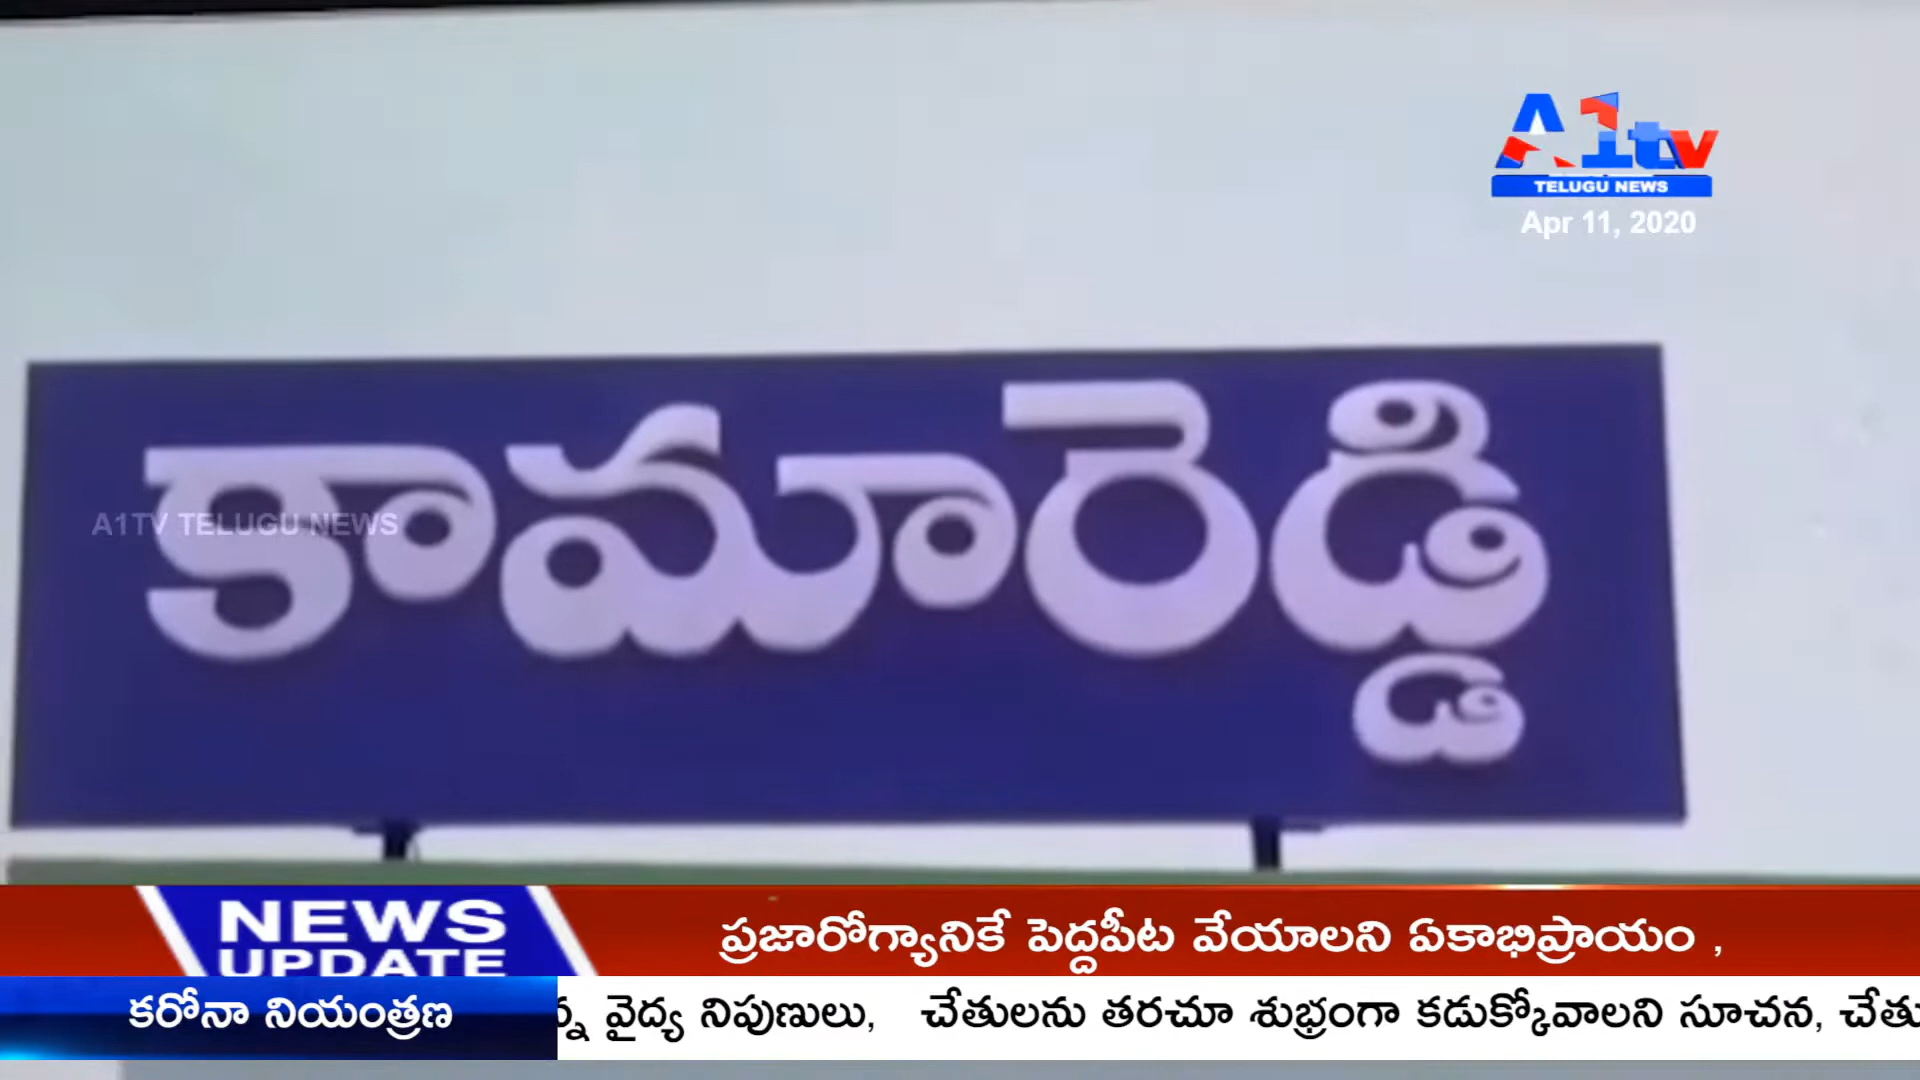 A1tv
TELUGU NEWS
Apr 11, 2020
కామారెడ్డి
A1TV TELUGU NEWS
NEWS
UPDATE
ప్రజారోగ్యానికే పెద్దపీట వేయాలని ఏకాభిప్రాయం ,
కరోనా నియంత్రణ
వైద్య నిపుణులు, చేతులను తరచూ శుభ్రంగా కడుక్కోవాలని సూచన,